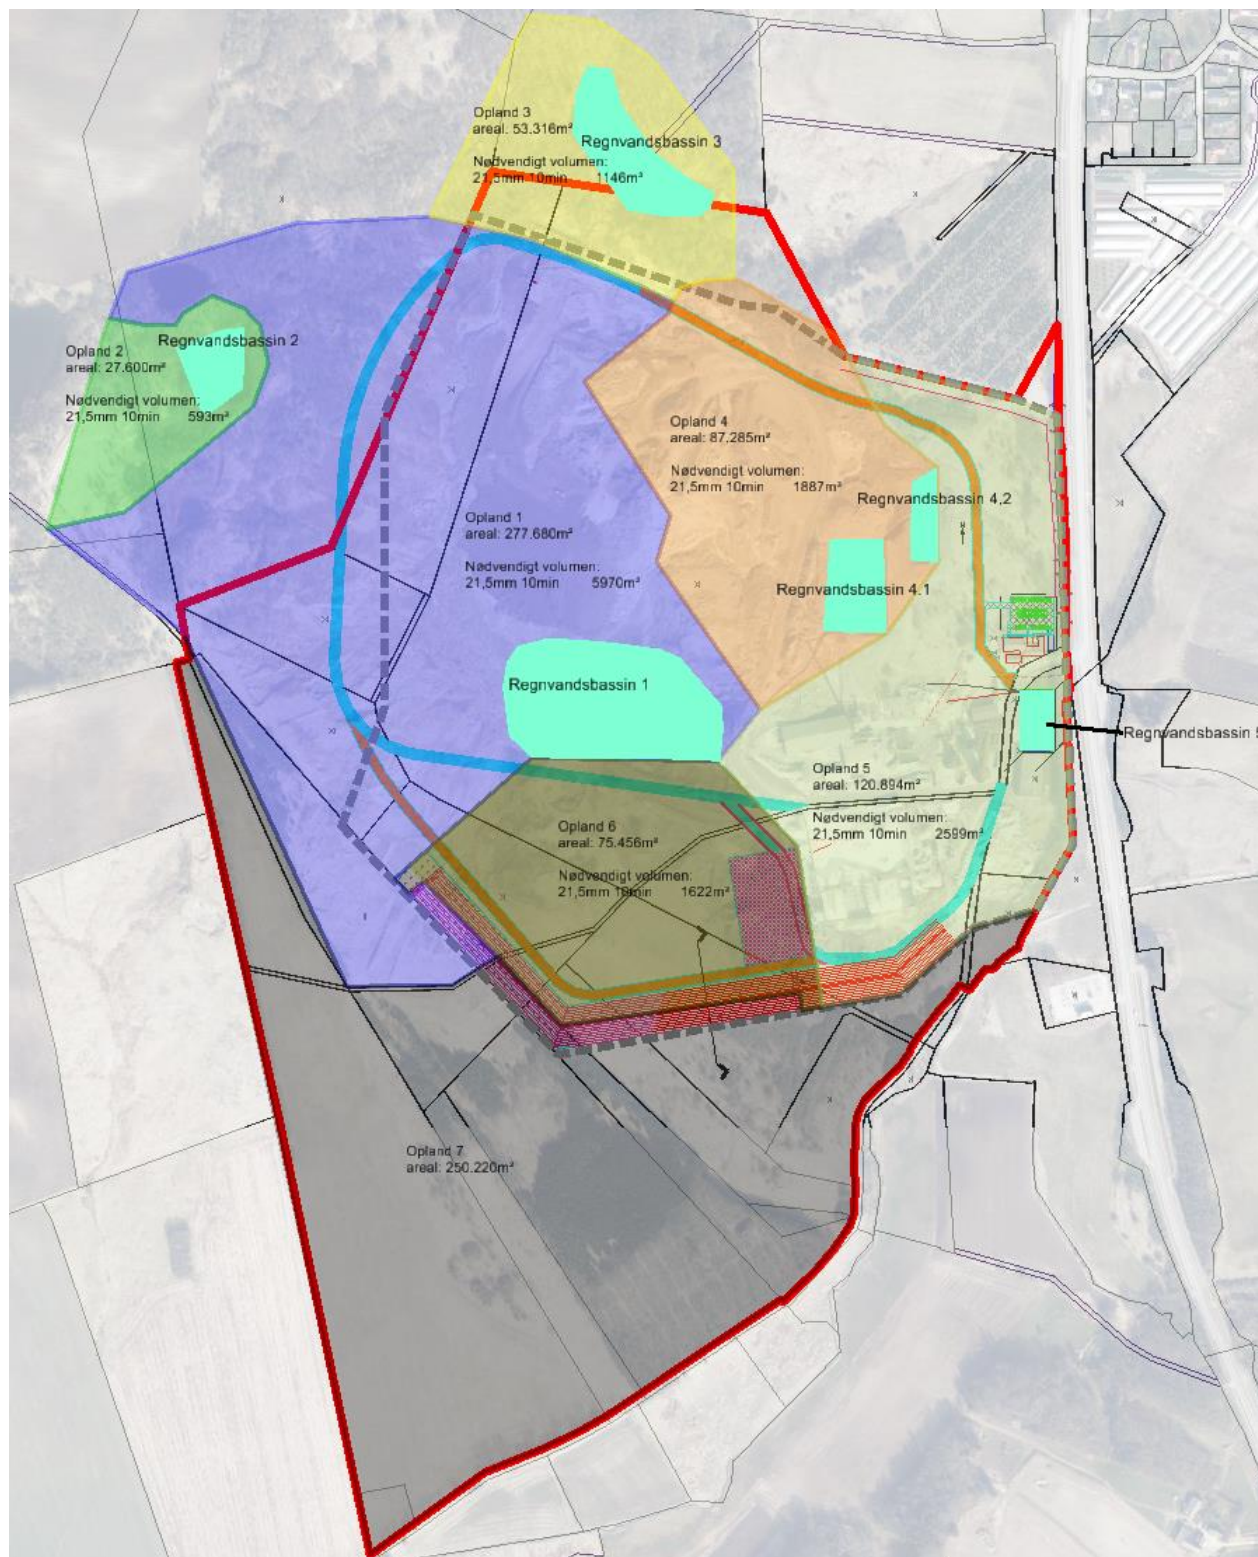 Opland 3
areal: 53.316m²
Nødvendigt volumen:
21,5mm 10min 1146m³
Regnvandsbassin 3
Regnvandsbassin 2
Opland 2
areal: 27.600m²
Nødvendigt volumen:
21,5mm 10min 593m³
Opland 4
areal: 87.285m²
Nødvendigt volumen:
21,5mm 10min 1887m³
Regnvandsbassin 4.2
Opland 1
areal: 277.680m²
Nødvendigt volumen:
21,5mm 10min 5970m³
Regnvandsbassin 4.1
Regnvandsbassin 1
Regnvandsbassin 5
Opland 5
areal: 120.894m²
Nødvendigt volumen:
21,5mm 10min 2599m³
Opland 6
areal: 75.456m²
Nødvendigt volumen:
21,5mm 10min 1622m³
Opland 7
areal: 250.220m²